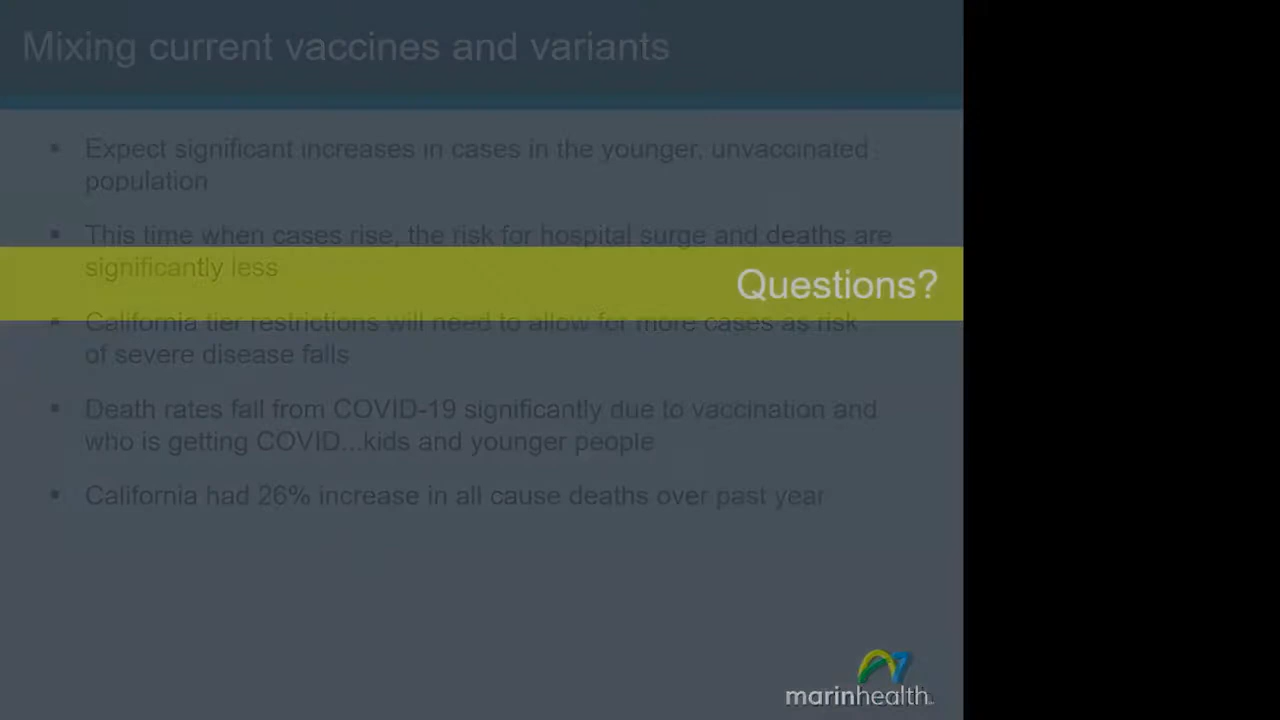 Mixing current vaccines and variants
▪ Expect significant increases in cases in the younger, unvaccinated
population
▪ This time when cases rise, the risk for hospital surge and deaths are
significantly less
Questions?
▪ California tier restrictions will need to allow for more cases as risk
of severe disease falls
▪ Death rates fall from COVID-19 significantly due to vaccination and
who is getting COVID...kids and younger people
▪ California had 26% increase in all cause deaths over past year
marinhealth